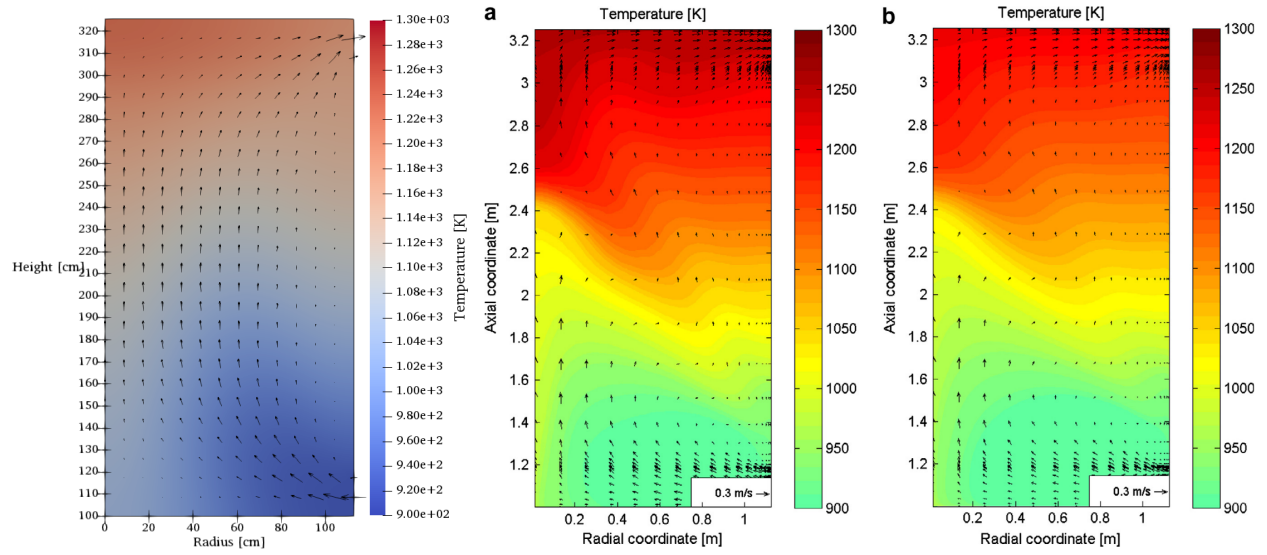 320
310
300
290
280
270
260
250
240
230
220
210
200
190
180
170
160
150
140
130
120
110
100
Height [cm]
0 20 40 60 80 100
Radius [cm]
1.30e+03
1.28e+3
1.26e+3
1.24e+3
1.22e+3
1.20e+3
1.18e+3
1.16e+3
1.14e+3
1.12e+3
1.10e+3
1.08e+3
1.06e+3
1.04e+3
1.02e+3
1.00e+3
9.80e+2
9.60e+2
9.40e+2
9.20e+2
9.00e+02
Temperature [K]
a
Temperature [K]
3.2
3
2.8
2.6
2.4
2.2
2
1.8
1.6
1.4
1.2
Axial coordinate [m]
0.3 m/s
0.2 0.4 0.6 0.8 1
Radial coordinate [m]
1300
1250
1200
1150
1100
1050
1000
950
900
b
Temperature [K]
3.2
3
2.8
2.6
2.4
2.2
2
1.8
1.6
1.4
1.2
Axial coordinate [m]
0.3 m/s
0.2 0.4 0.6 0.8 1
Radial coordinate [m]
1300
1250
1200
1150
1100
1050
1000
950
900